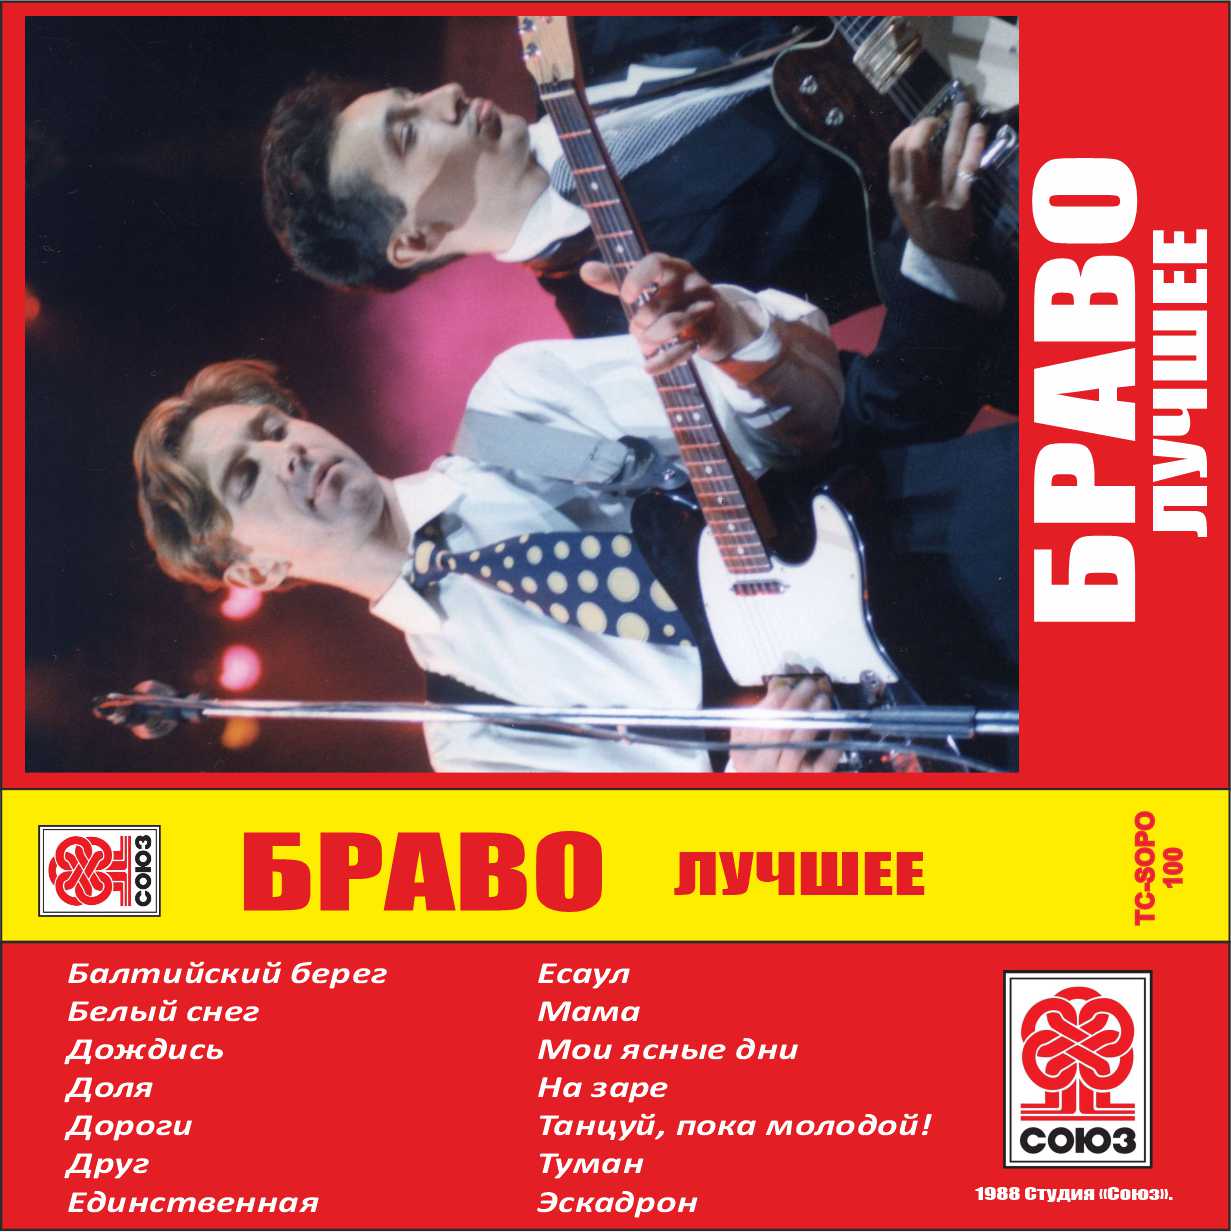 БРАВО
ЛУЧШЕЕ
СОЮЗ
БРАВО
ЛУЧШЕЕ
TC-SOPO
100
Балтийский берег
Белый снег
Дождись
Доля
Дороги
Друг
Единственная
Есаул
Мама
Мои ясные дни
На заре
Танцуй, пока молодой!
Туман
Эскадрон
СОЮЗ
1988 Студия «Союз».